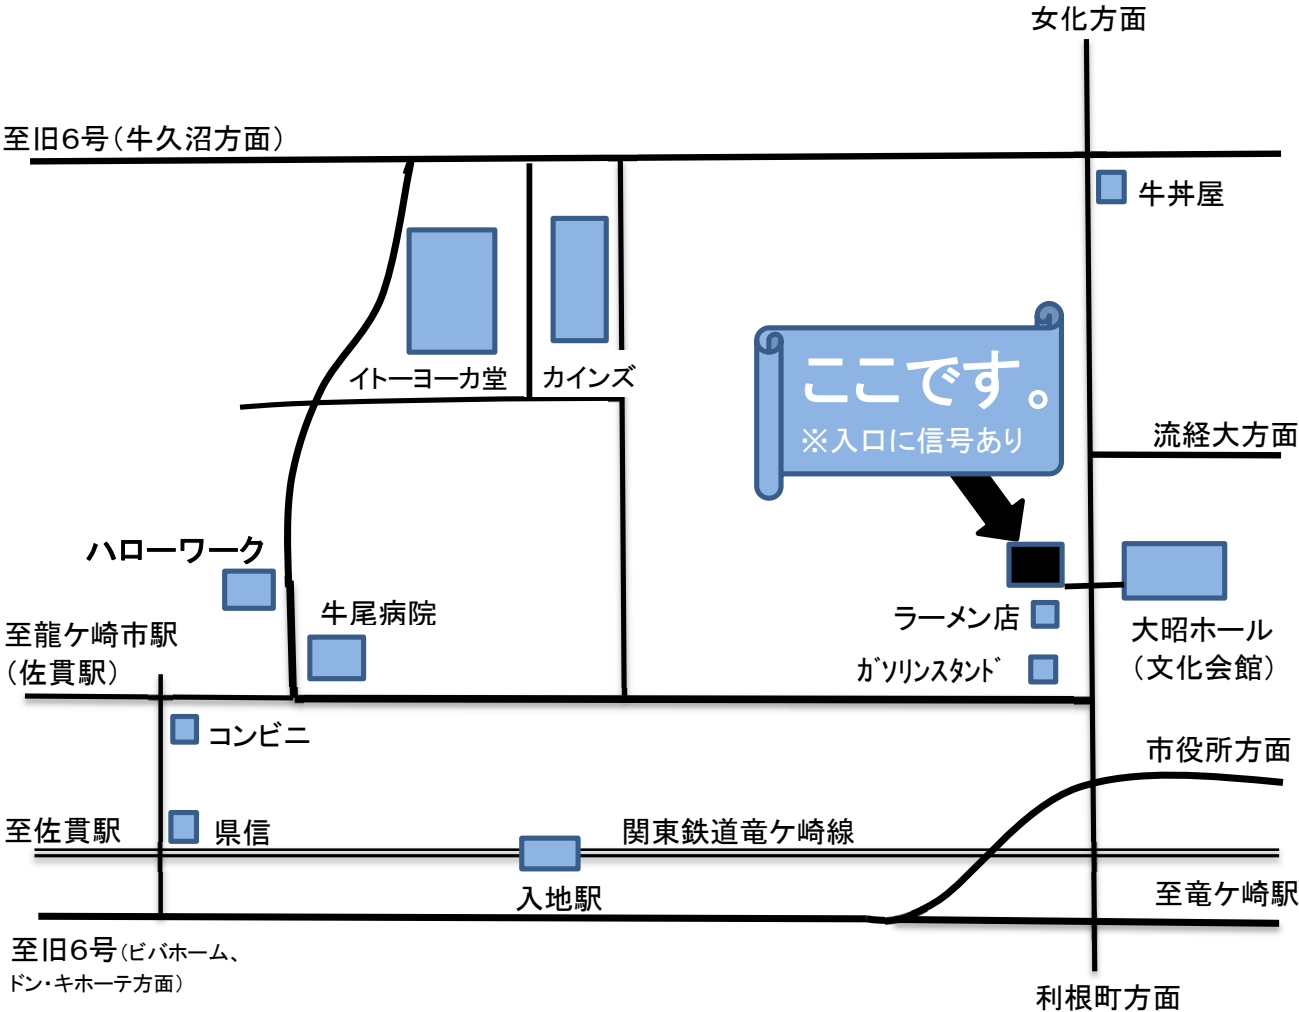 女化方面
至旧6号(牛久沼方面)
牛丼屋
イトーヨーカ堂
カインズ
ここです。
※入口に信号あり
流経大方面
ハローワーク
牛尾病院
ラーメン店
大昭ホール
(文化会館)
至龍ケ崎市駅
(佐貫駅)
ｶﾞｿﾘﾝｽﾀﾝﾄﾞ
コンビニ
市役所方面
至佐貫駅
県信
関東鉄道竜ケ崎線
入地駅
至竜ケ崎駅
至旧6号(ビバホーム、
ドン・キホーテ方面)
利根町方面